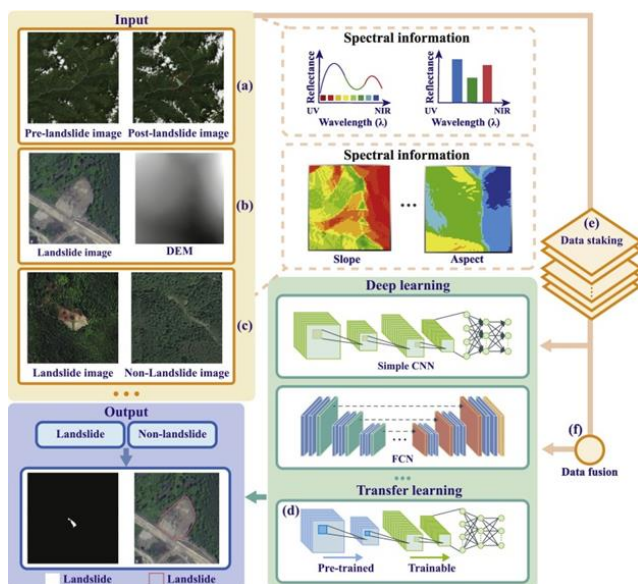 Input
(a)
Pre-landslide image
Post-landslide image
(b)
Landslide image
DEM
(c)
Landslide image
Non-Landslide image
Spectral information
Reflectance
UV
NIR
Wavelength (λ)
Reflectance
UV
NIR
Wavelength (λ)
Spectral information
Slope
Aspect
(e)
Data staking
Deep learning
Simple CNN
FCN
(f)
Data fusion
Transfer learning
(d)
Pre-trained
Trainable
Output
Landslide
Non-landslide
Landslide
Landslide